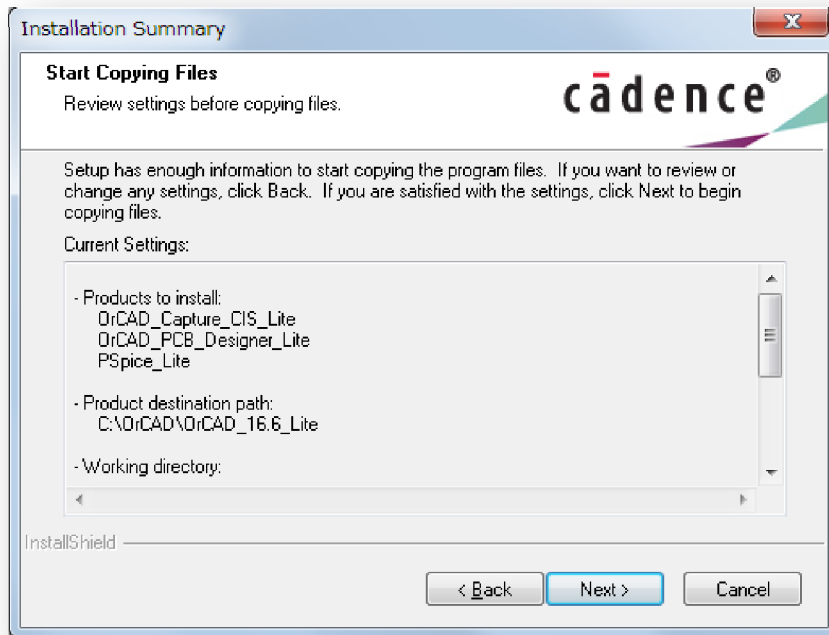 Installation Summary
Start Copying Files
Review settings before copying files.
cādence®
Setup has enough information to start copying the program files.  If you want to review or
change any settings, click Back.  If you are satisfied with the settings, click Next to begin
copying files.
Current Settings:
- Products to install:
OrCAD_Capture_CIS_Lite
OrCAD_PCB_Designer_Lite
PSpice_Lite
- Product destination path:
C:\OrCAD\OrCAD_16.6_Lite
- Working directory:
InstallShield
< Back
Next >
Cancel